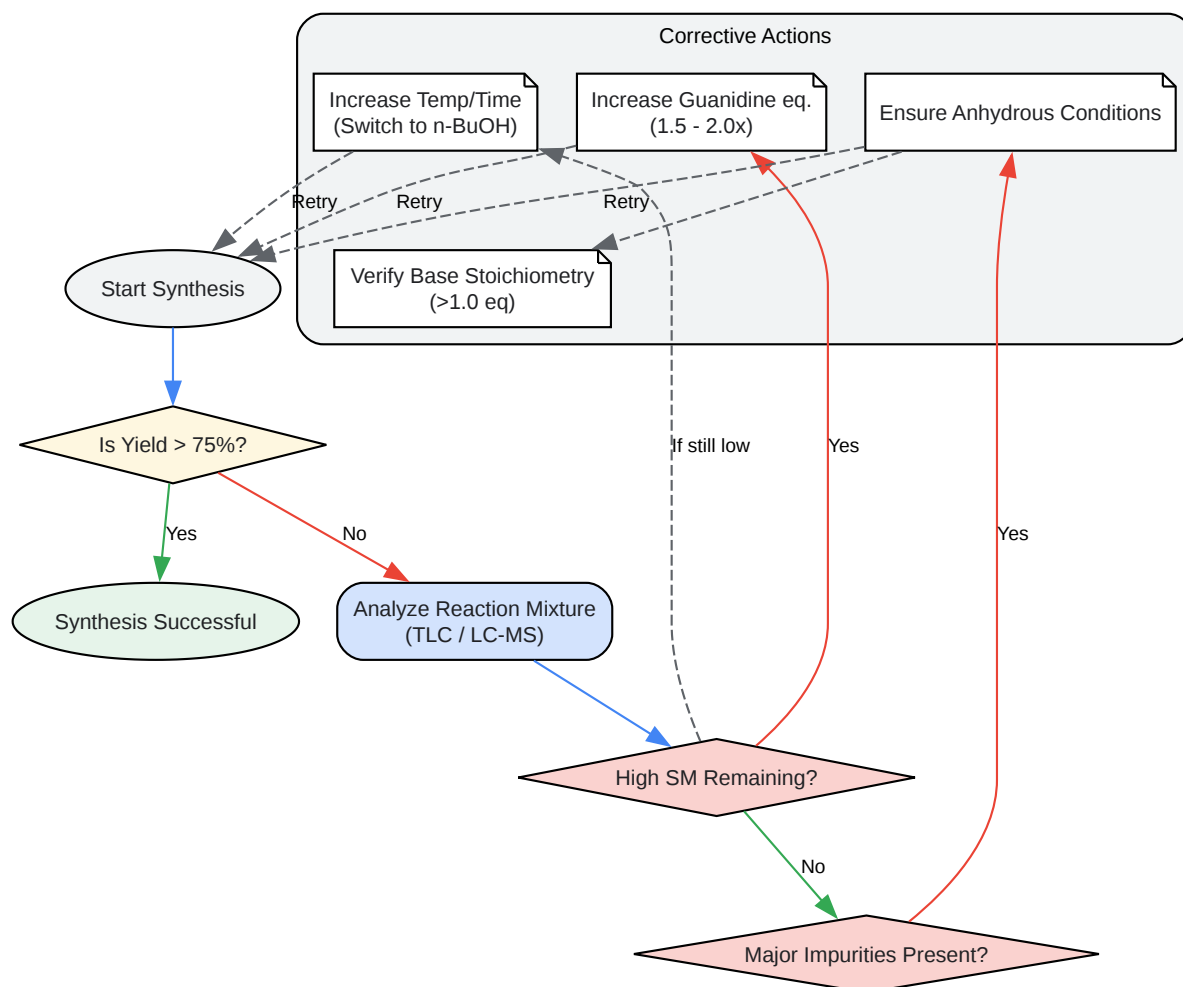 Corrective Actions
Increase Temp/Time
(Switch to n-BuOH)
Increase Guanidine eq.
(1.5 - 2.0x)
Ensure Anhydrous Conditions
Retry
Retry
Retry
Verify Base Stoichiometry
(>1.0 eq)
Start Synthesis
Is Yield > 75%?
If still low
Yes
Yes
Yes
No
Synthesis Successful
Analyze Reaction Mixture
(TLC / LC-MS)
High SM Remaining?
No
Major Impurities Present?